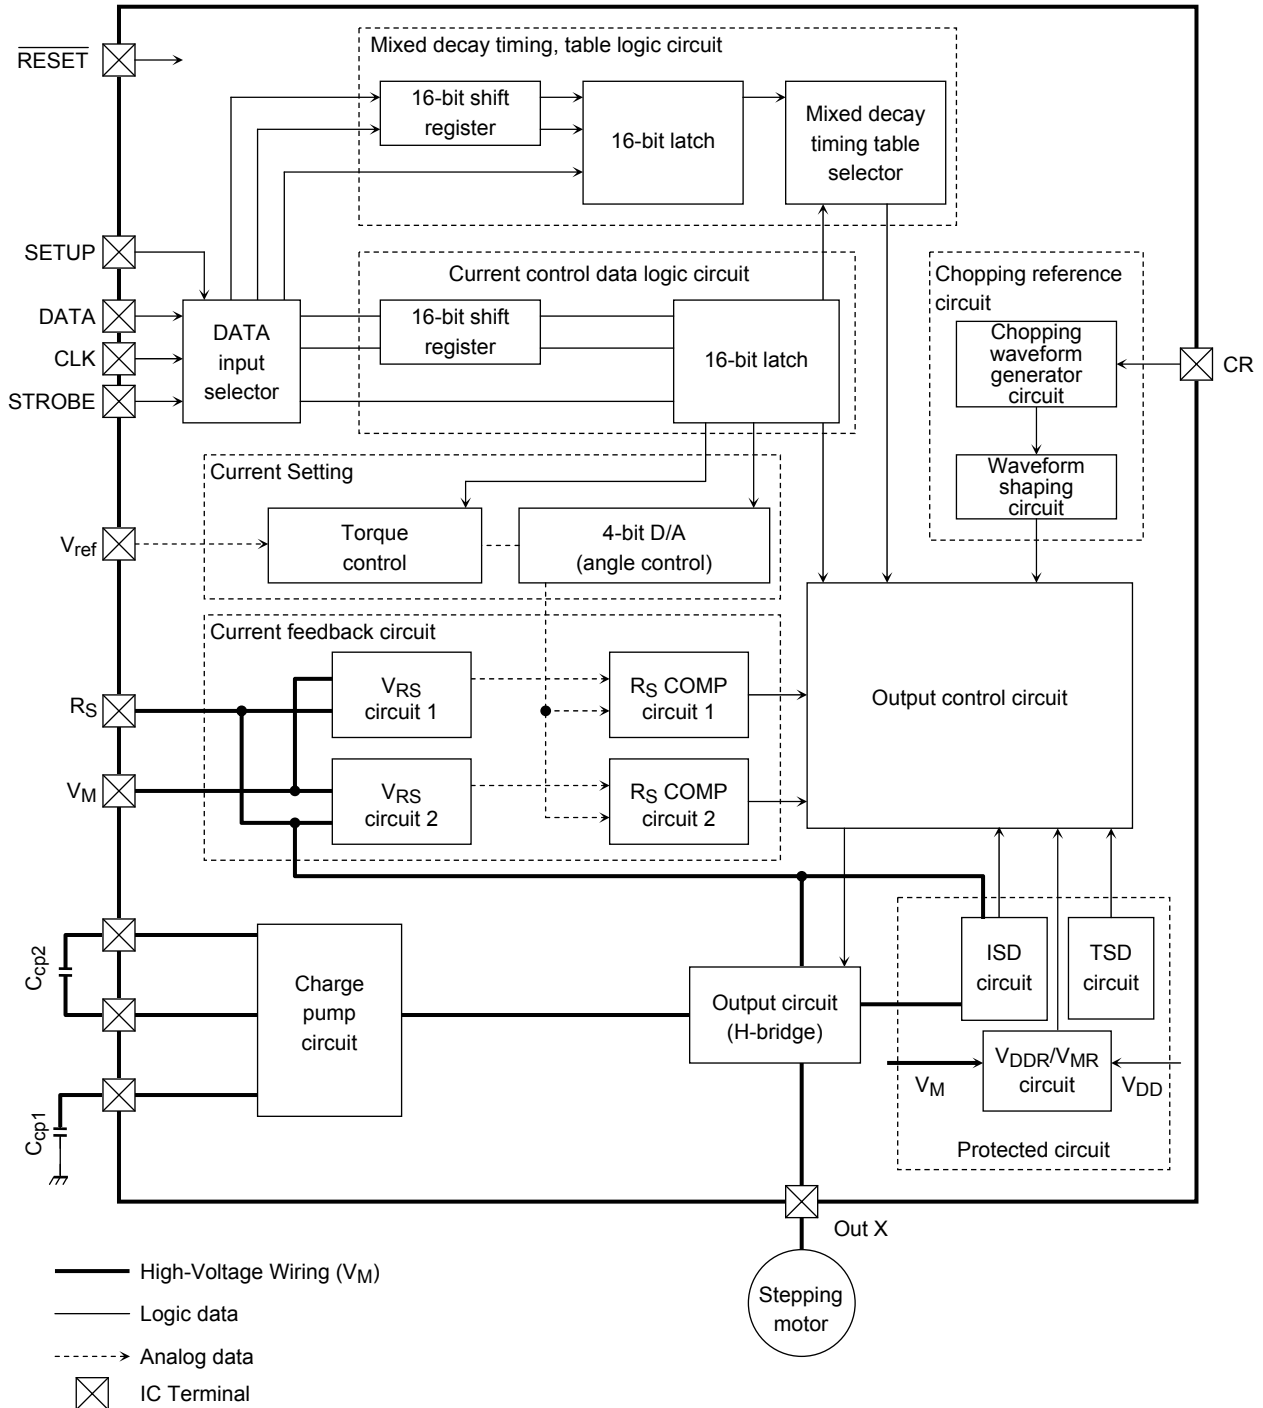 RESET
Mixed decay timing, table logic circuit
16-bit shift
register
16-bit latch
Mixed decay
timing table
selector
SETUP
DATA
CLK
STROBE
DATA
input
selector
Current control data logic circuit
16-bit shift
register
16-bit latch
Chopping reference
circuit
Chopping
waveform
generator
circuit
CR
Waveform
shaping
circuit
Current Setting
Vref
Torque
control
4-bit D/A
(angle control)
Current feedback circuit
RS
VM
VRS
circuit 1
RS COMP
circuit 1
VRS
circuit 2
RS COMP
circuit 2
Output control circuit
Ccp2
Ccp1
Charge
pump
circuit
Output circuit
(H-bridge)
ISD
circuit
TSD
circuit
VDDR/VMR
circuit
VM
VDD
Protected circuit
Out X
Stepping
motor
High-Voltage Wiring (VM)
Logic data
Analog data
IC Terminal